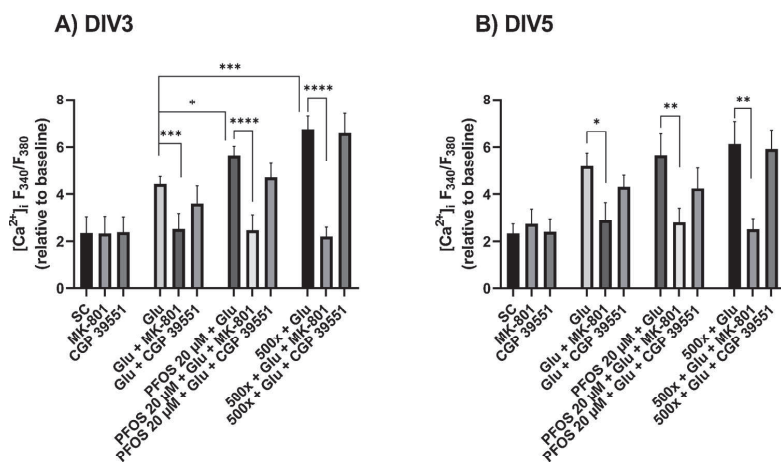 A) DIV3
[Ca²⁺]ᵢ F₃₄₀/F₃₈₀
(relative to baseline)
8
6
4
2
0
***
*
***
****
****
SC
MK-801
CGP 39551
Glu
Glu + MK-801
Glu + CGP 39551
PFOS 20 µM + Glu
PFOS 20 µM + Glu + MK-801
PFOS 20 µM + Glu + CGP 39551
500x + Glu
500x + Glu + MK-801
500x + Glu + CGP 39551
B) DIV5
[Ca²⁺]ᵢ F₃₄₀/F₃₈₀
(relative to baseline)
8
6
4
2
0
*
**
**
SC
MK-801
CGP 39551
Glu
Glu + MK-801
Glu + CGP 39551
PFOS 20 µM + Glu
PFOS 20 µM + Glu + MK-801
PFOS 20 µM + Glu + CGP 39551
500x + Glu
500x + Glu + MK-801
500x + Glu + CGP 39551